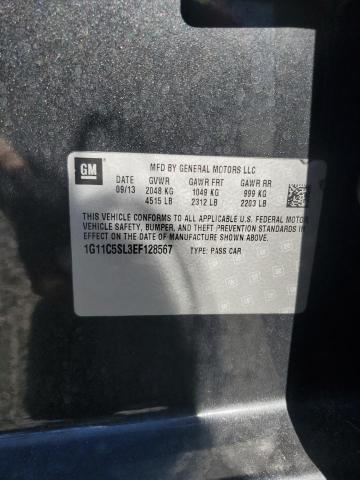 GM
MFD BY GENERAL MOTORS LLC
DATE GVWR GAWR FRT GAWR RR
09/13 2048 KG 1049 KG 999 KG
4515 LB 2312 LB 2203 LB
THIS VEHICLE CONFORMS TO ALL APPLICABLE U.S. FEDERAL MOTOR
VEHICLE SAFETY, BUMPER, AND THEFT PREVENTION STANDARDS
IN EFFECT ON THE DATE OF MANUFACTURE SHOWN ABOVE.
1G11C5SL3EF128567 TYPE: PASS CAR